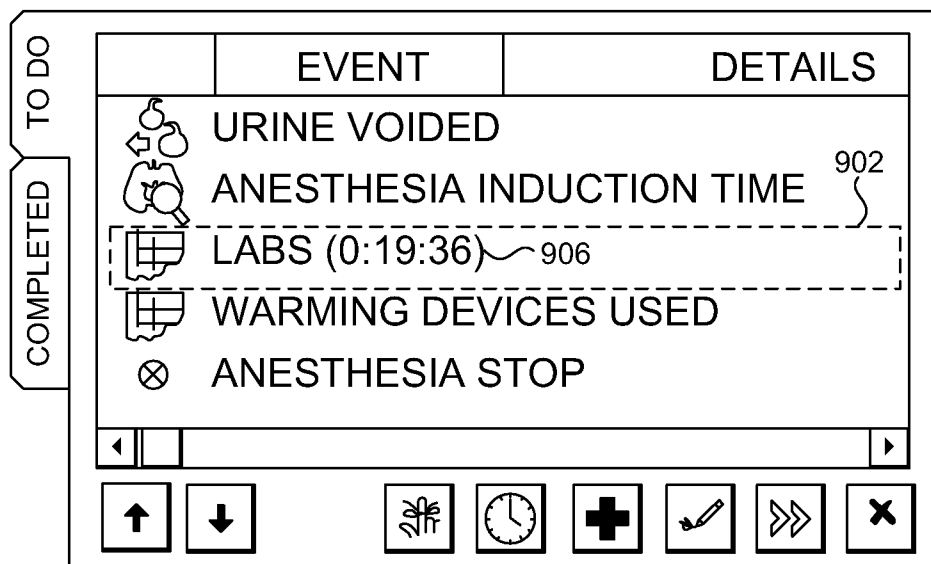 TO DO
COMPLETED
EVENT DETAILS
URINE VOIDED
ANESTHESIA INDUCTION TIME
902
LABS (0:19:36)
906
WARMING DEVICES USED
ANESTHESIA STOP